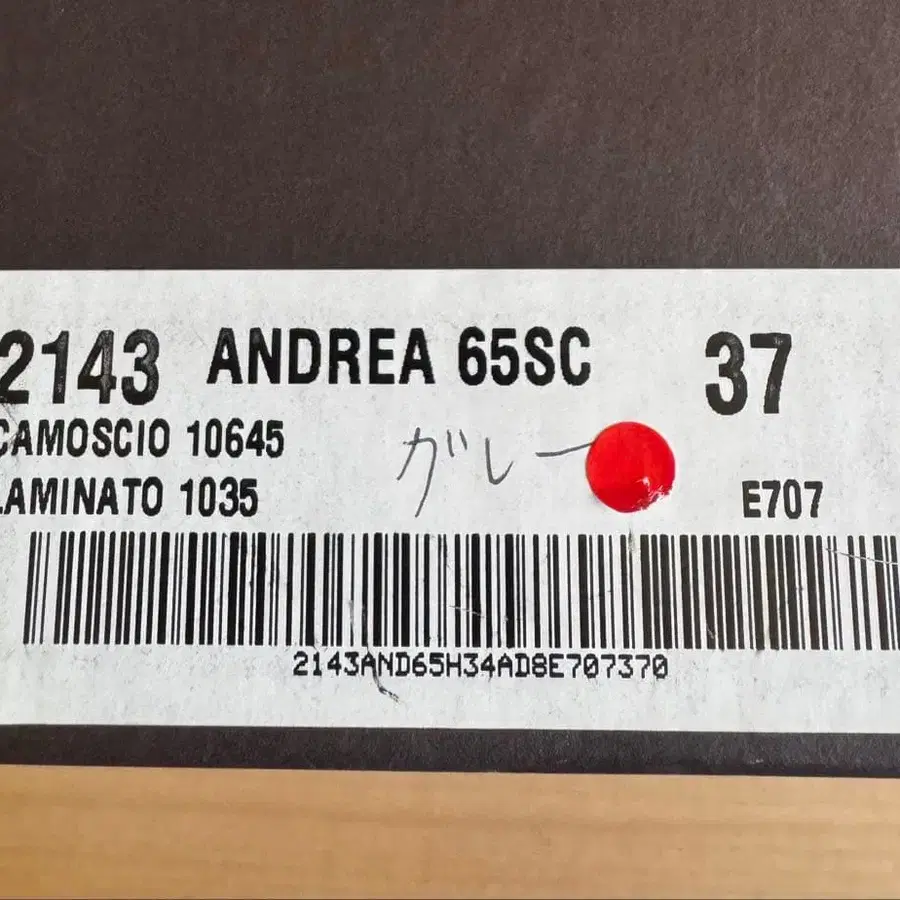 2143 ANDREA 65SC 37
CAMOSCIO 10645
グレー
LAMINATO 1035 E707
2143AND65H34AD8E707370